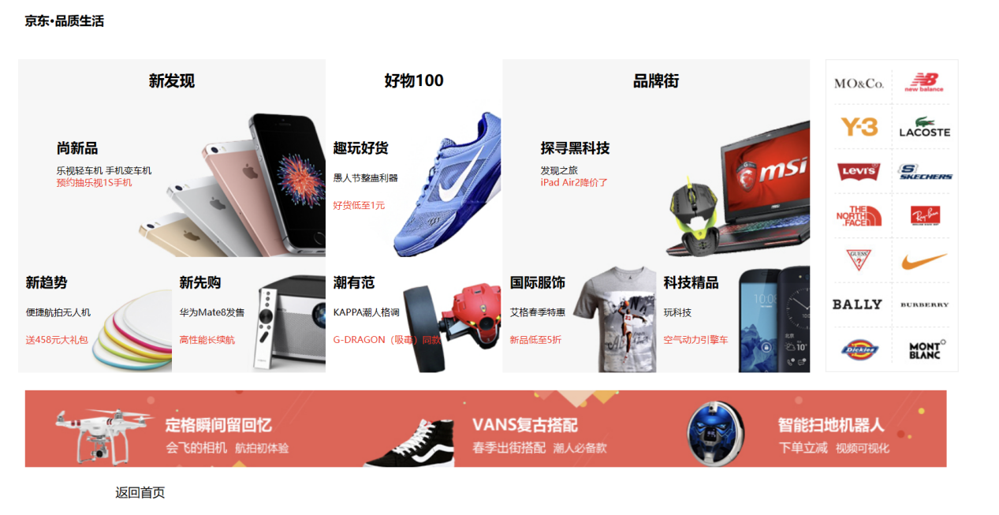 京东•品质生活
新发现
尚新品
乐视轻车机 手机变车机
预约抽乐视1S手机
新趋势
便捷航拍无人机
送458元大礼包
新先购
华为Mate8发售
高性能长续航
好物100
趣玩好货
愚人节整蛊利器
好货低至1元
潮有范
KAPPA潮人格调
G-DRAGON（吸毒）同款
品牌街
探寻黑科技
发现之旅
iPad Air2降价了
msi
国际服饰
艾格春季特惠
新品低至5折
科技精品
玩科技
空气动力引擎车
10:08
北京
10°
MO&Co.
new balance
Y-3
LACOSTE
LEVI'S
SKECHERS
THE NORTH FACE
Ray-Ban
GUESS
BALLY
BURBERRY
Dickies
MONT BLANC
定格瞬间留回忆
会飞的相机 航拍初体验
VANS复古搭配
春季出街搭配 潮人必备款
智能扫地机器人
下单立减 视频可视化
返回首页